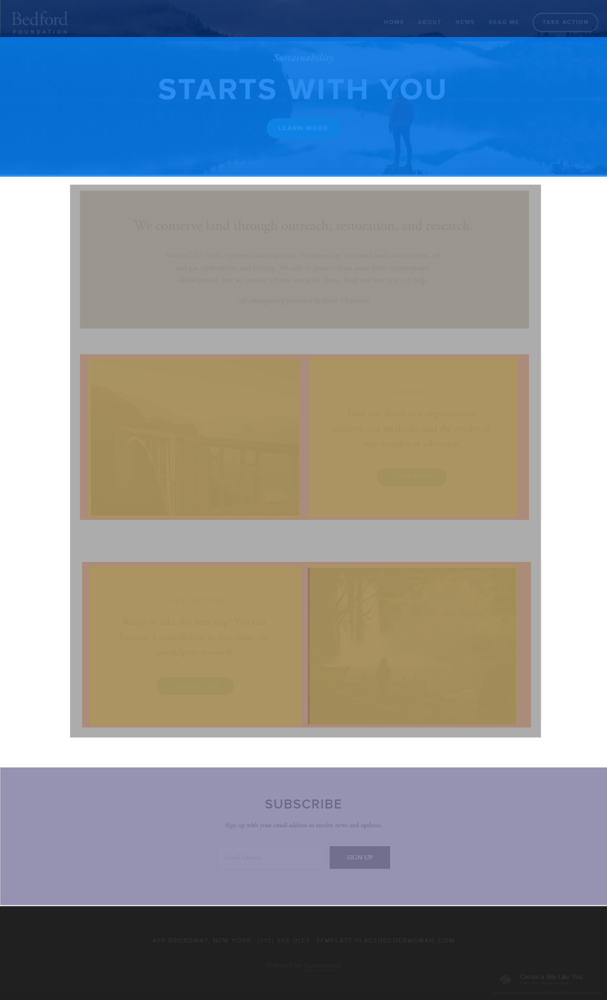 Bedford
FOUNDATION
HOME ABOUT NEWS READ ME TAKE ACTION
Sustainability
STARTS WITH YOU
LEARN MORE
We conserve land through outreach, restoration, and research.
Some of the Earth's greatest landscapes are threatened by increased road construction, oil
and gas exploration, and mining. We aim to protect these areas from inappropriate
development, but we cannot achieve our goals alone. Find out how you can help.
All photography provided by Jared Chambers
ABOUT
Find out about our organization,
mission, our methods, and the results of
our decades of advocacy.
LEARN MORE
TAKE ACTION
Ready to take the next step? You can
become a contributor to our cause, or
participate yourself.
SUBSCRIBE
Sign up with your email address to receive news and updates.
Email Address
SIGN UP
459 BROADWAY, NEW YORK (212) 555-0123 TEMPLATE.PLACEHOLDER@GMAIL.COM
Powered by Squarespace
Create a Site Like This